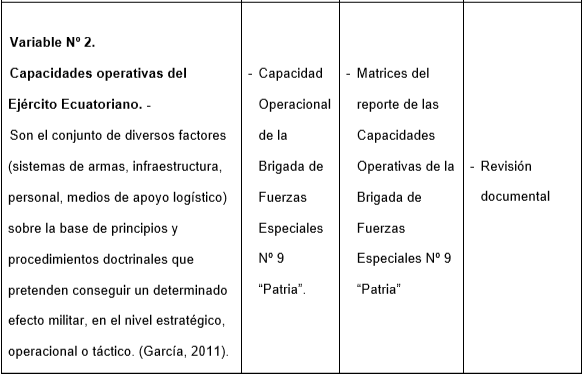 Variable Nº 2.
Capacidades operativas del
Ejército Ecuatoriano. -
Son el conjunto de diversos factores
(sistemas de armas, infraestructura,
personal, medios de apoyo logístico)
sobre la base de principios y
procedimientos doctrinales que
pretenden conseguir un determinado
efecto militar, en el nivel estratégico,
operacional o táctico. (García, 2011).
- Capacidad
Operacional
de la
Brigada de
Fuerzas
Especiales
Nº 9
“Patria”.
- Matrices del
reporte de las
Capacidades
Operativas de la
Brigada de
Fuerzas
Especiales Nº 9
“Patria”
- Revisión
documental